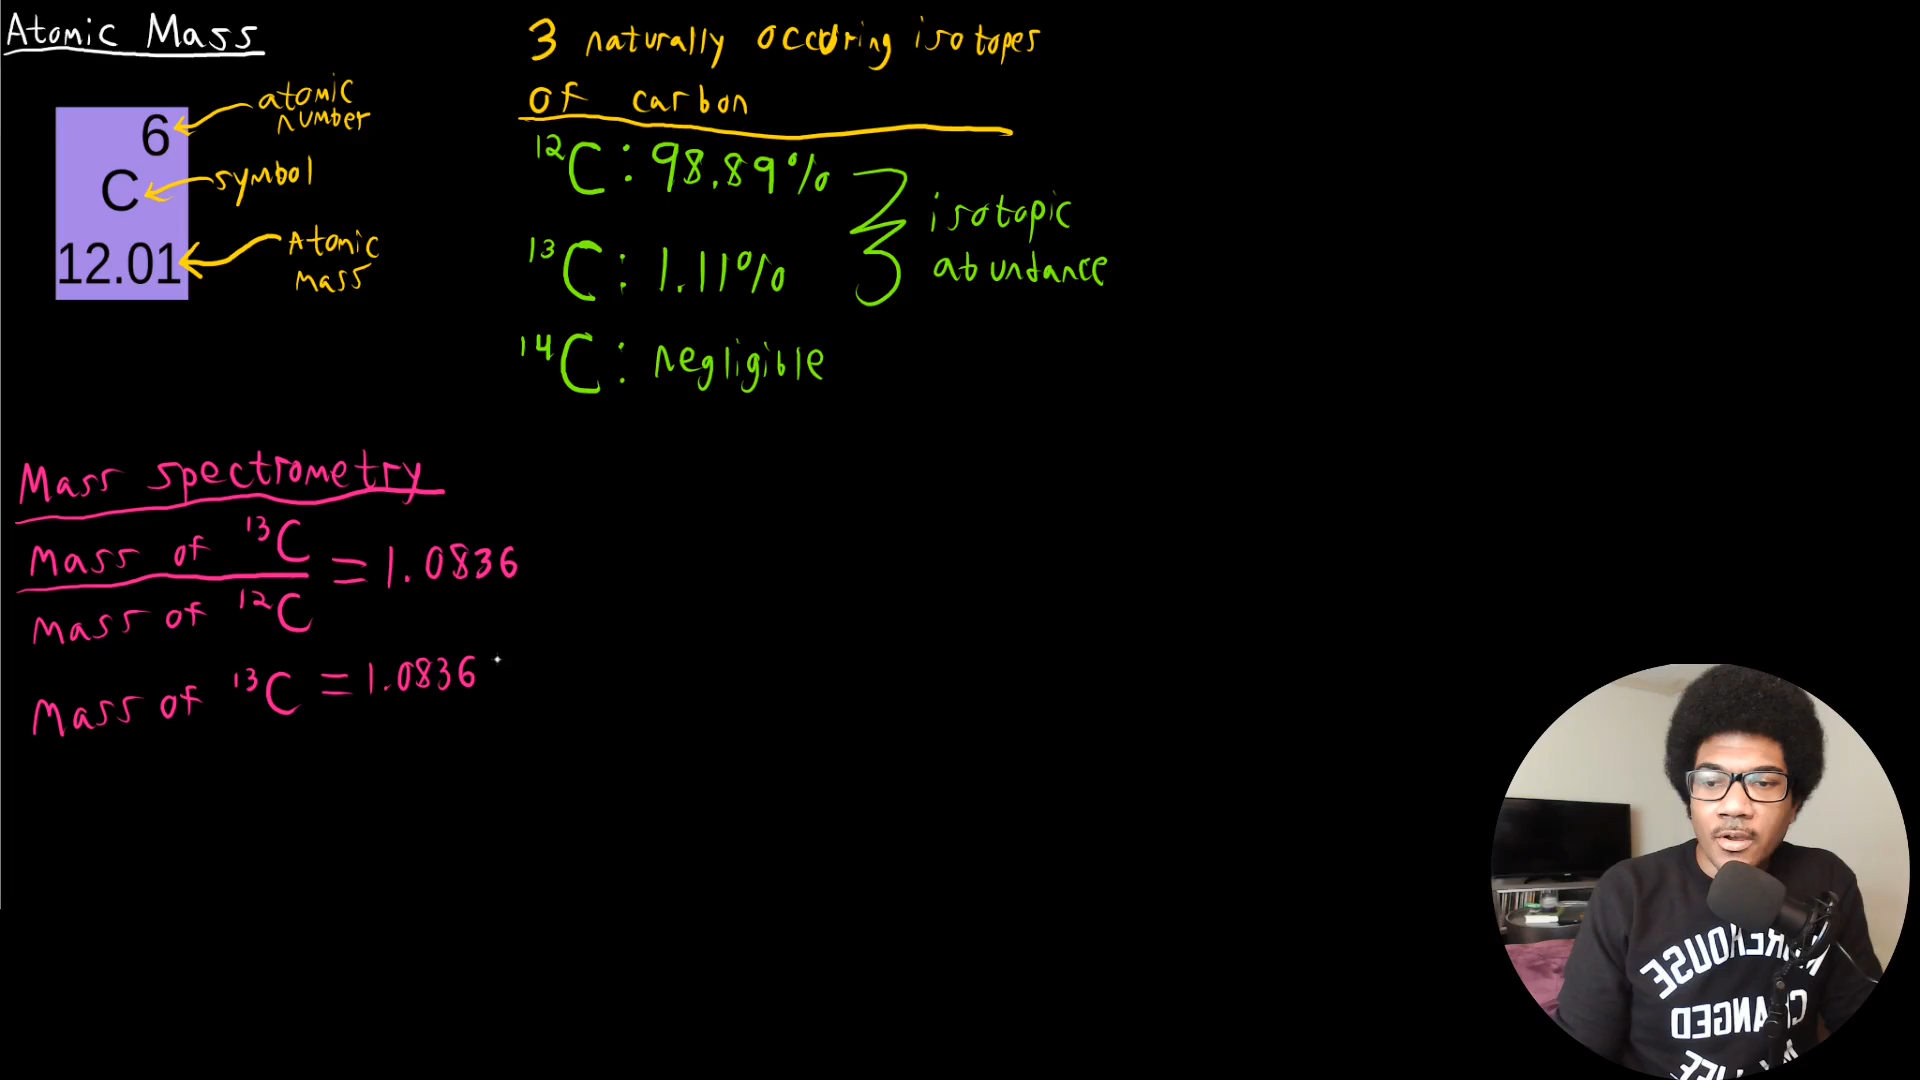 Atomic Mass
6
atomic
number
C
symbol
12.01
Atomic
mass
3 naturally occuring isotopes
of carbon
¹²C: 98.89%
¹³C: 1.11%
isotopic
abundance
¹⁴C: negligible
Mass spectrometry
Mass of ¹³C
= 1.0836
Mass of ¹²C
Mass of ¹³C = 1.0836
CHANGED